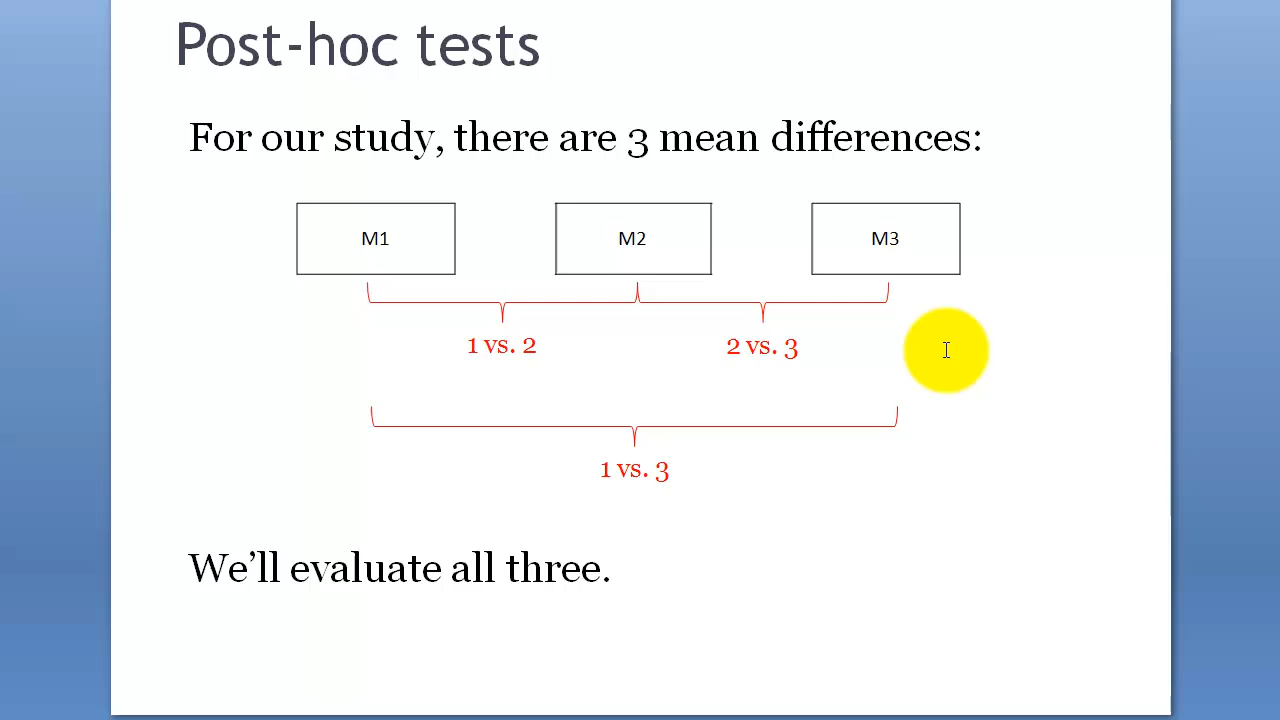 Post-hoc tests
For our study, there are 3 mean differences:
M1
M2
M3
1 vs. 2
2 vs. 3
1 vs. 3
We’ll evaluate all three.